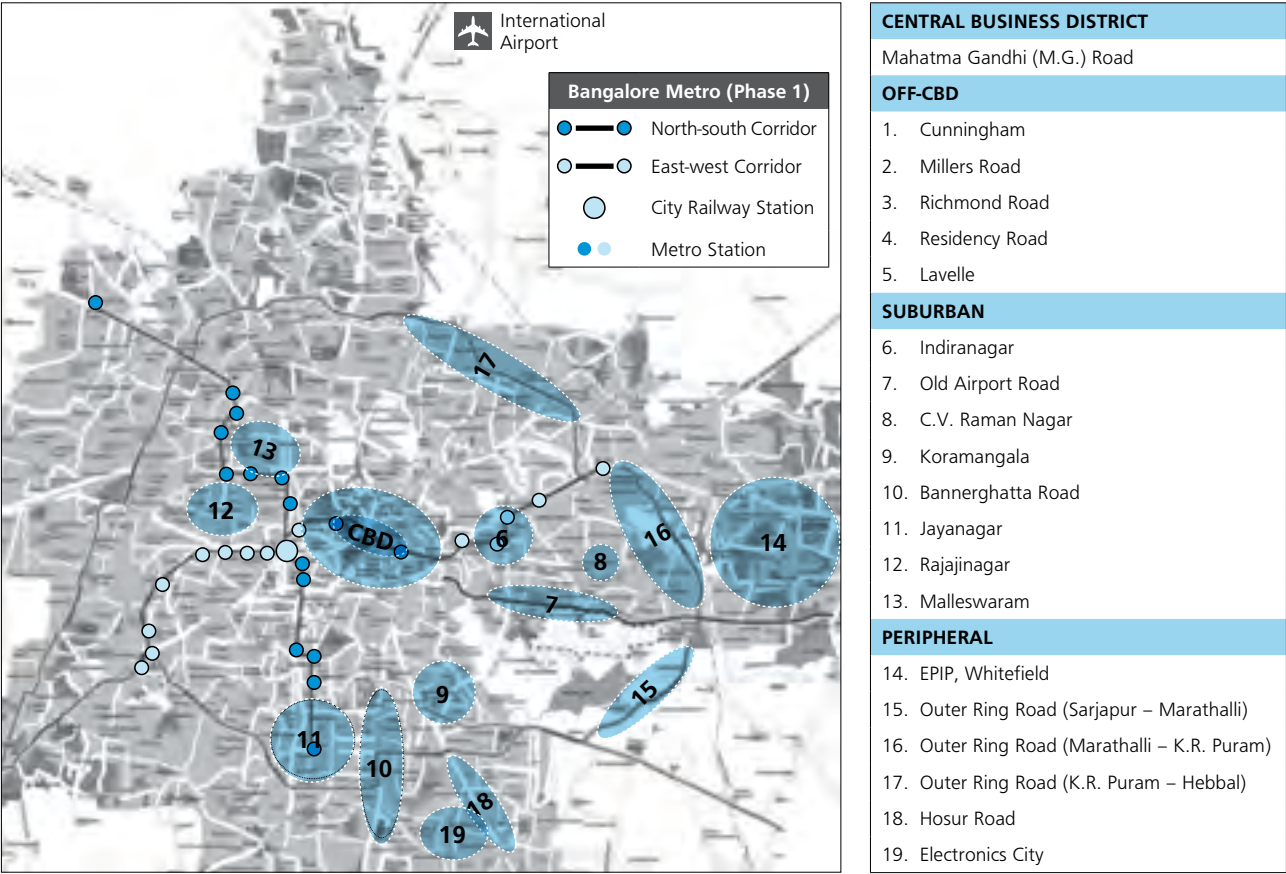 International
Airport
Bangalore Metro (Phase 1)
North-south Corridor
East-west Corridor
City Railway Station
Metro Station
17
13
12
CBD
6
16
14
8
7
9
15
11
10
18
19
CENTRAL BUSINESS DISTRICT
Mahatma Gandhi (M.G.) Road
OFF-CBD
1. Cunningham
2. Millers Road
3. Richmond Road
4. Residency Road
5. Lavelle
SUBURBAN
6. Indiranagar
7. Old Airport Road
8. C.V. Raman Nagar
9. Koramangala
10. Bannerghatta Road
11. Jayanagar
12. Rajajinagar
13. Malleswaram
PERIPHERAL
14. EPIP, Whitefield
15. Outer Ring Road (Sarjapur – Marathalli)
16. Outer Ring Road (Marathalli – K.R. Puram)
17. Outer Ring Road (K.R. Puram – Hebbal)
18. Hosur Road
19. Electronics City